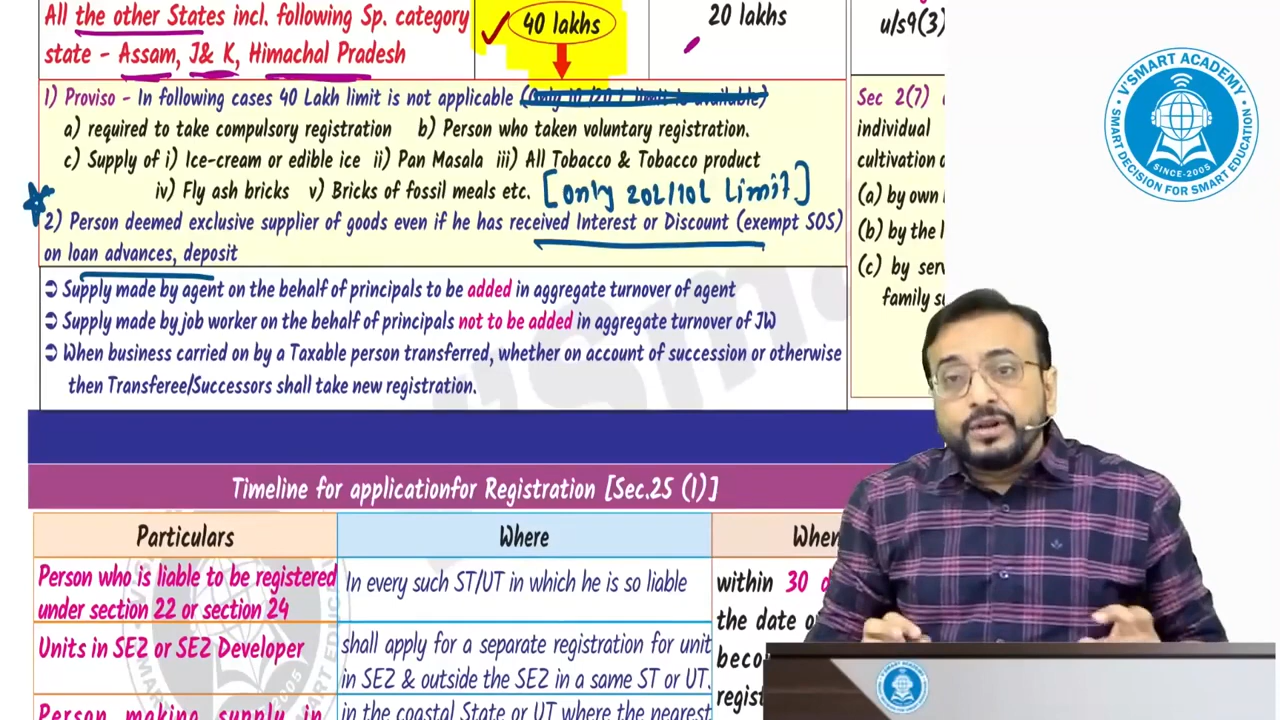 All the other States incl. following Sp. category
state - Assam, J& K, Himachal Pradesh
40 lakhs
20 lakhs
u/s9(3)
1) Proviso - In following cases 40 Lakh limit is not applicable (Only 10 /20 L limit is available)
a) required to take compulsory registration b) Person who taken voluntary registration.
c) Supply of i) Ice-cream or edible ice ii) Pan Masala iii) All Tobacco & Tobacco product
iv) Fly ash bricks v) Bricks of fossil meals etc. [only 20L/10L Limit]
2) Person deemed exclusive supplier of goods even if he has received Interest or Discount (exempt SOS)
on loan advances, deposit
➲ Supply made by agent on the behalf of principals to be added in aggregate turnover of agent
➲ Supply made by job worker on the behalf of principals not to be added in aggregate turnover of JW
➲ When business carried on by a Taxable person transferred, whether on account of succession or otherwise
then Transferee/Successors shall take new registration.
Sec 2(7)
individual
cultivation
(a) by own
(b) by the
(c) by
family
V'SMART ACADEMY
SMART DECISION FOR SMART EDUCATION
SINCE-2005
Timeline for applicationfor Registration [Sec.25 (1)]
Particulars
Where
When
Person who is liable to be registered
under section 22 or section 24
In every such ST/UT in which he is so liable
within 30
the date
Units in SEZ or SEZ Developer
shall apply for a separate registration for unit
in SEZ & outside the SEZ in a same ST or UT.
Person making supply in
in the coastal State or UT where the nearest